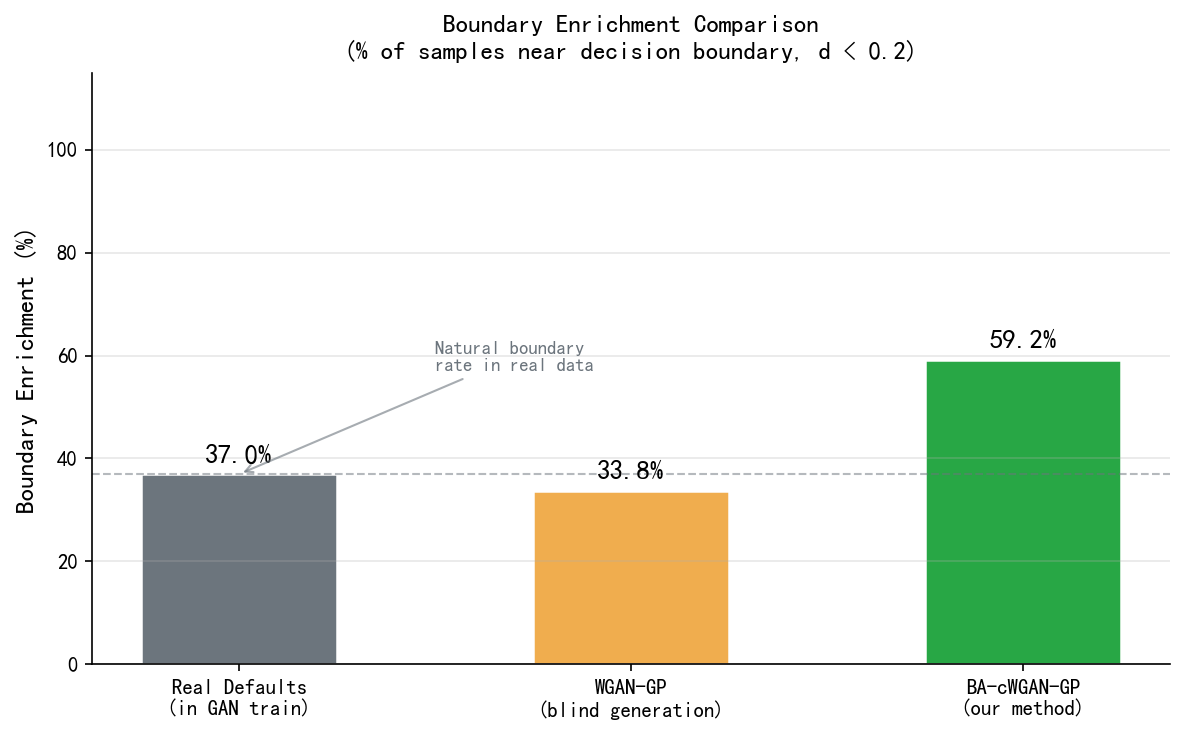 Boundary Enrichment Comparison
(% of samples near decision boundary, d < 0.2)
Boundary Enrichment (%)
100
80
60
40
20
0
Natural boundary
rate in real data
37.0%
33.8%
59.2%
Real Defaults
(in GAN train)
WGAN-GP
(blind generation)
BA-cWGAN-GP
(our method)